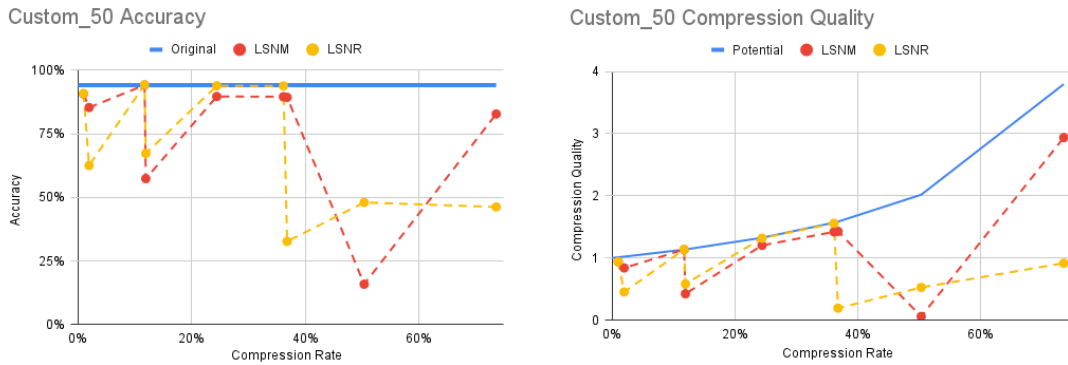 Custom_50 Accuracy
Original LSNM LSNR
100%
75%
50%
25%
0%
Accuracy
0% 20% 40% 60%
Compression Rate
Custom_50 Compression Quality
Potential LSNM LSNR
4
3
2
1
0
Compression Quality
0% 20% 40% 60%
Compression Rate